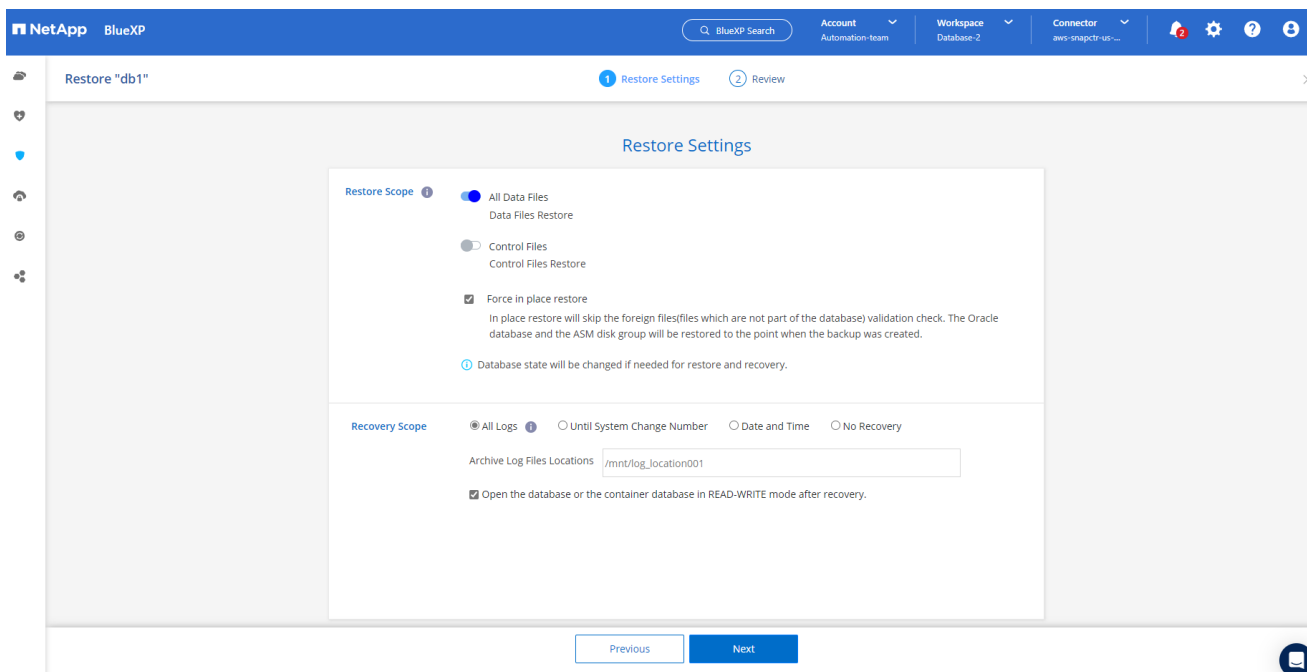 NetApp BlueXP
BlueXP Search
Account
Automation-team
Workspace
Database-2
Connector
aws-snapctr-us-...
2
Restore "db1"
1 Restore Settings
2 Review
Restore Settings
Restore Scope
All Data Files
Data Files Restore
Control Files
Control Files Restore
Force in place restore
In place restore will skip the foreign files(files which are not part of the database) validation check. The Oracle
database and the ASM disk group will be restored to the point when the backup was created.
Database state will be changed if needed for restore and recovery.
Recovery Scope
All Logs
Until System Change Number
Date and Time
No Recovery
Archive Log Files Locations
/mnt/log_location001
Open the database or the container database in READ-WRITE mode after recovery.
Previous
Next